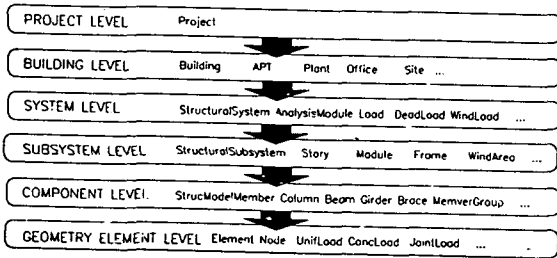 PROJECT LEVEL Project
BUILDING LEVEL Building APT Plant Office Site ...
SYSTEM LEVEL StructuralSystem AnalysisModule Load DeadLoad WindLoad ...
SUBSYSTEM LEVEL StructuralSubsystem Story Module Frame WindArea ...
COMPONENT LEVEL StrucModelMember Column Beam Girder Brace MemverGroup ...
GEOMETRY ELEMENT LEVEL Element Node UnifLoad ConcLoad JointLoad ...